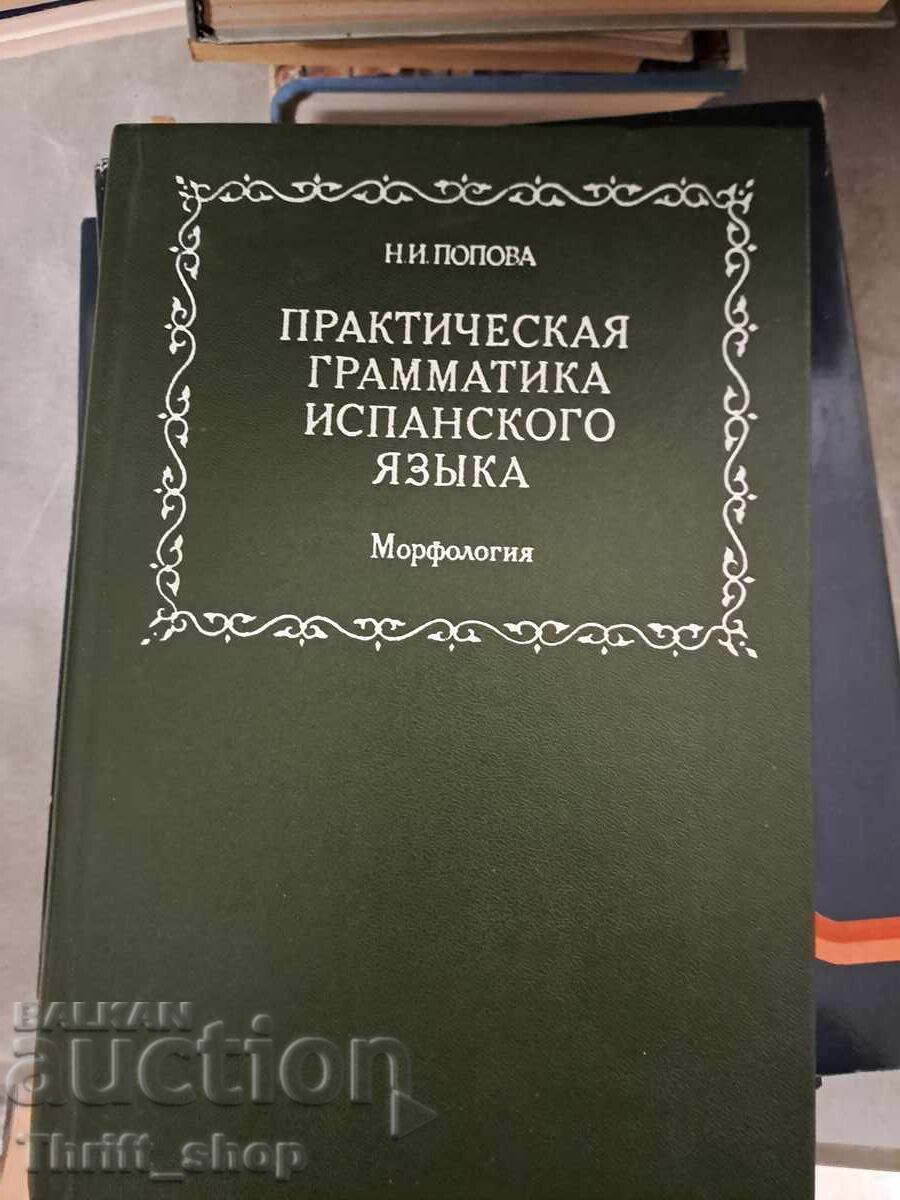 Н.И.ПОПОВА
ПРАКТИЧЕСКАЯ
ГРАММАТИКА
ИСПАНСКОГО
ЯЗЫКА
Морфология
BALKAN
auction
Thrift_shop